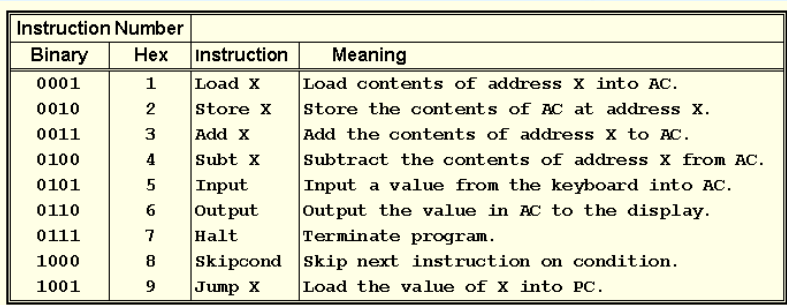 Instruction Number
Binary Hex Instruction Meaning
0001 1 Load X Load contents of address X into AC.
0010 2 Store X Store the contents of AC at address X.
0011 3 Add X Add the contents of address X to AC.
0100 4 Subt X Subtract the contents of address X from AC.
0101 5 Input Input a value from the keyboard into AC.
0110 6 Output Output the value in AC to the display.
0111 7 Halt Terminate program.
1000 8 Skipcond Skip next instruction on condition.
1001 9 Jump X Load the value of X into PC.